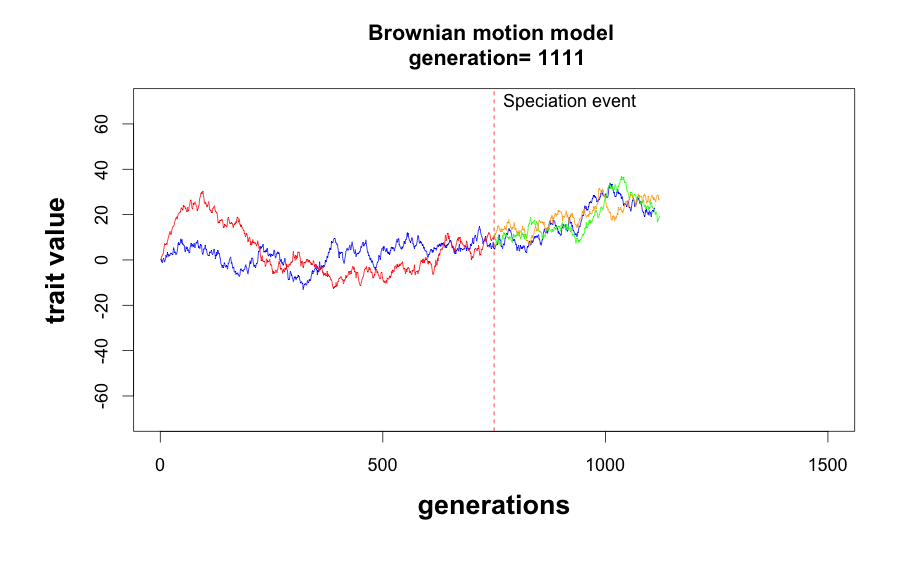 Brownian motion model
generation= 1111
Speciation event
60
40
20
0
-20
-40
-60
trait value
0 500 1000 1500
generations